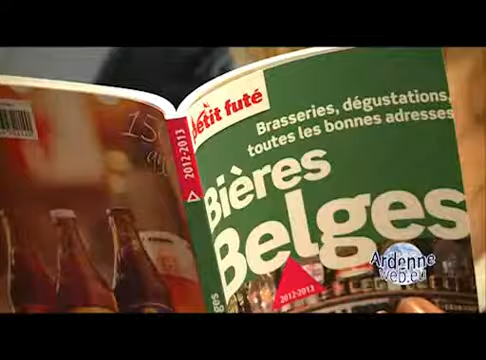 petit futé
Brasseries, dégustations,
toutes les bonnes adresses
Bières
Belges
2012-2013
2012-2013
Ardenne
web.eu